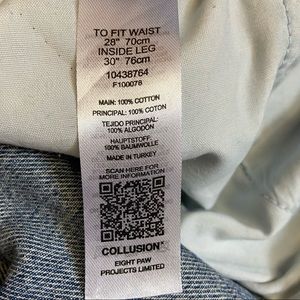 TO FIT WAIST
28" 70cm
INSIDE LEG
30" 76cm
10438764
F100078
MAIN: 100% COTTON
PRINCIPAL: 100% COTON
TEJIDO PRINCIPAL:
100% ALGODÓN
HAUPTSTOFF:
100% BAUMWOLLE
MADE IN TURKEY
SCAN HERE FOR
MORE INFORMATION
COLLUSION
EIGHT PAW
PROJECTS LIMITED